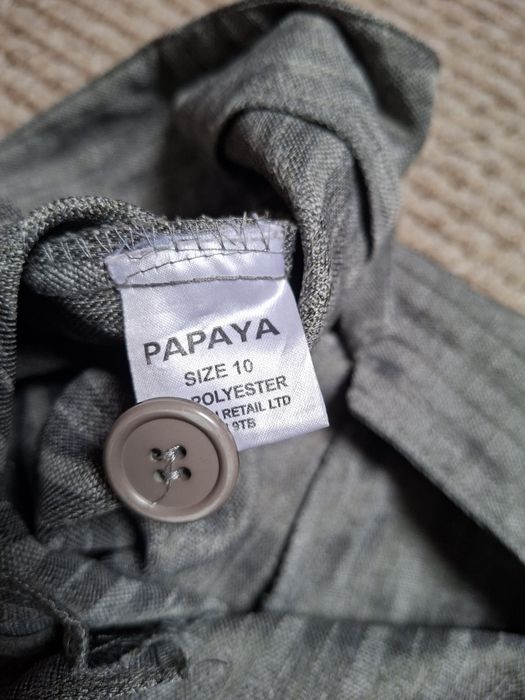 PAPAYA
SIZE 10
POLYESTER
RETAIL LTD
9TB